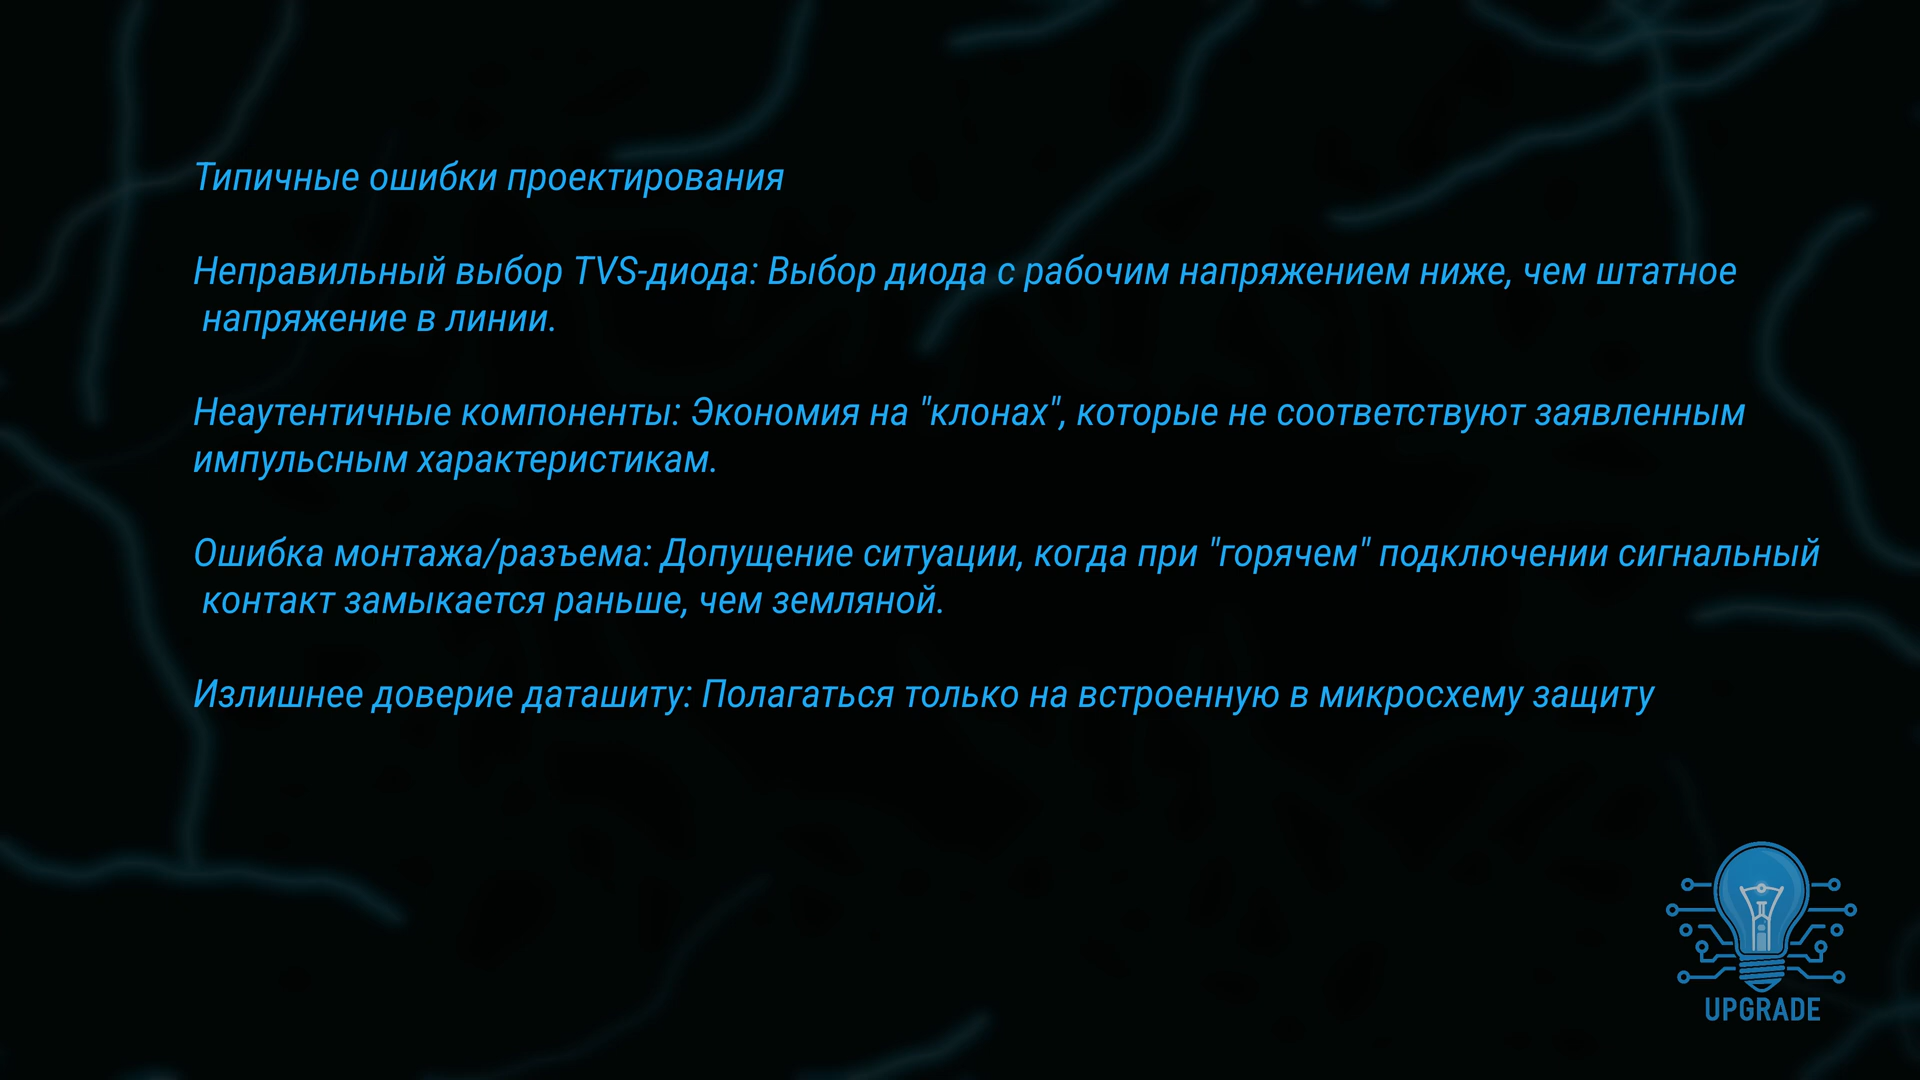 Типичные ошибки проектирования
Неправильный выбор TVS-диода: Выбор диода с рабочим напряжением ниже, чем штатное
напряжение в линии.
Неаутентичные компоненты: Экономия на "клонах", которые не соответствуют заявленным
импульсным характеристикам.
Ошибка монтажа/разъема: Допущение ситуации, когда при "горячем" подключении сигнальный
контакт замыкается раньше, чем земляной.
Излишнее доверие даташиту: Полагаться только на встроенную в микросхему защиту
UPGRADE